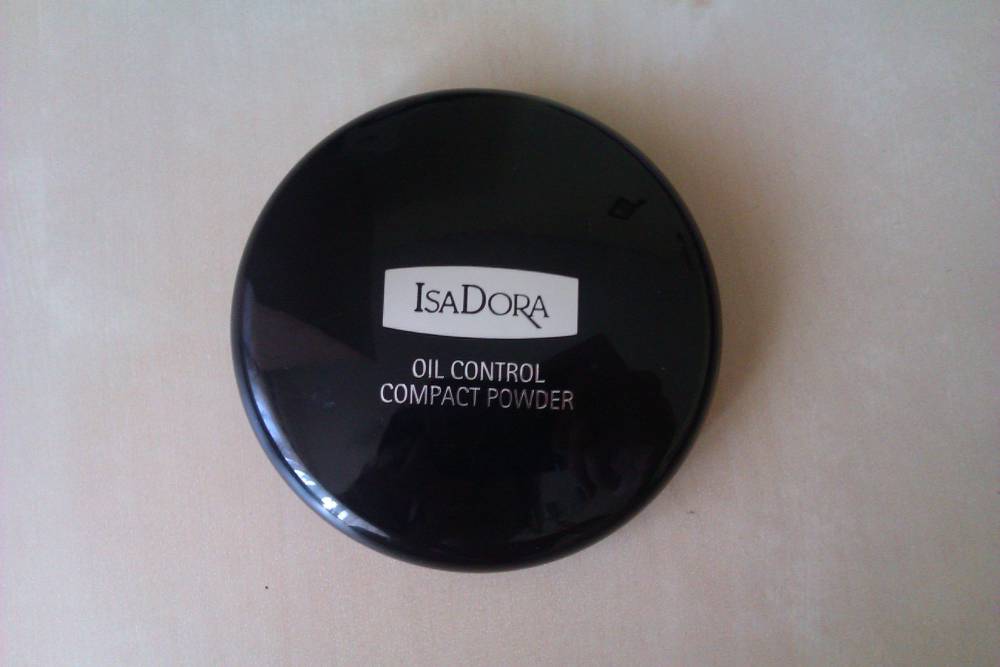 ISADORA
OIL CONTROL
COMPACT POWDER